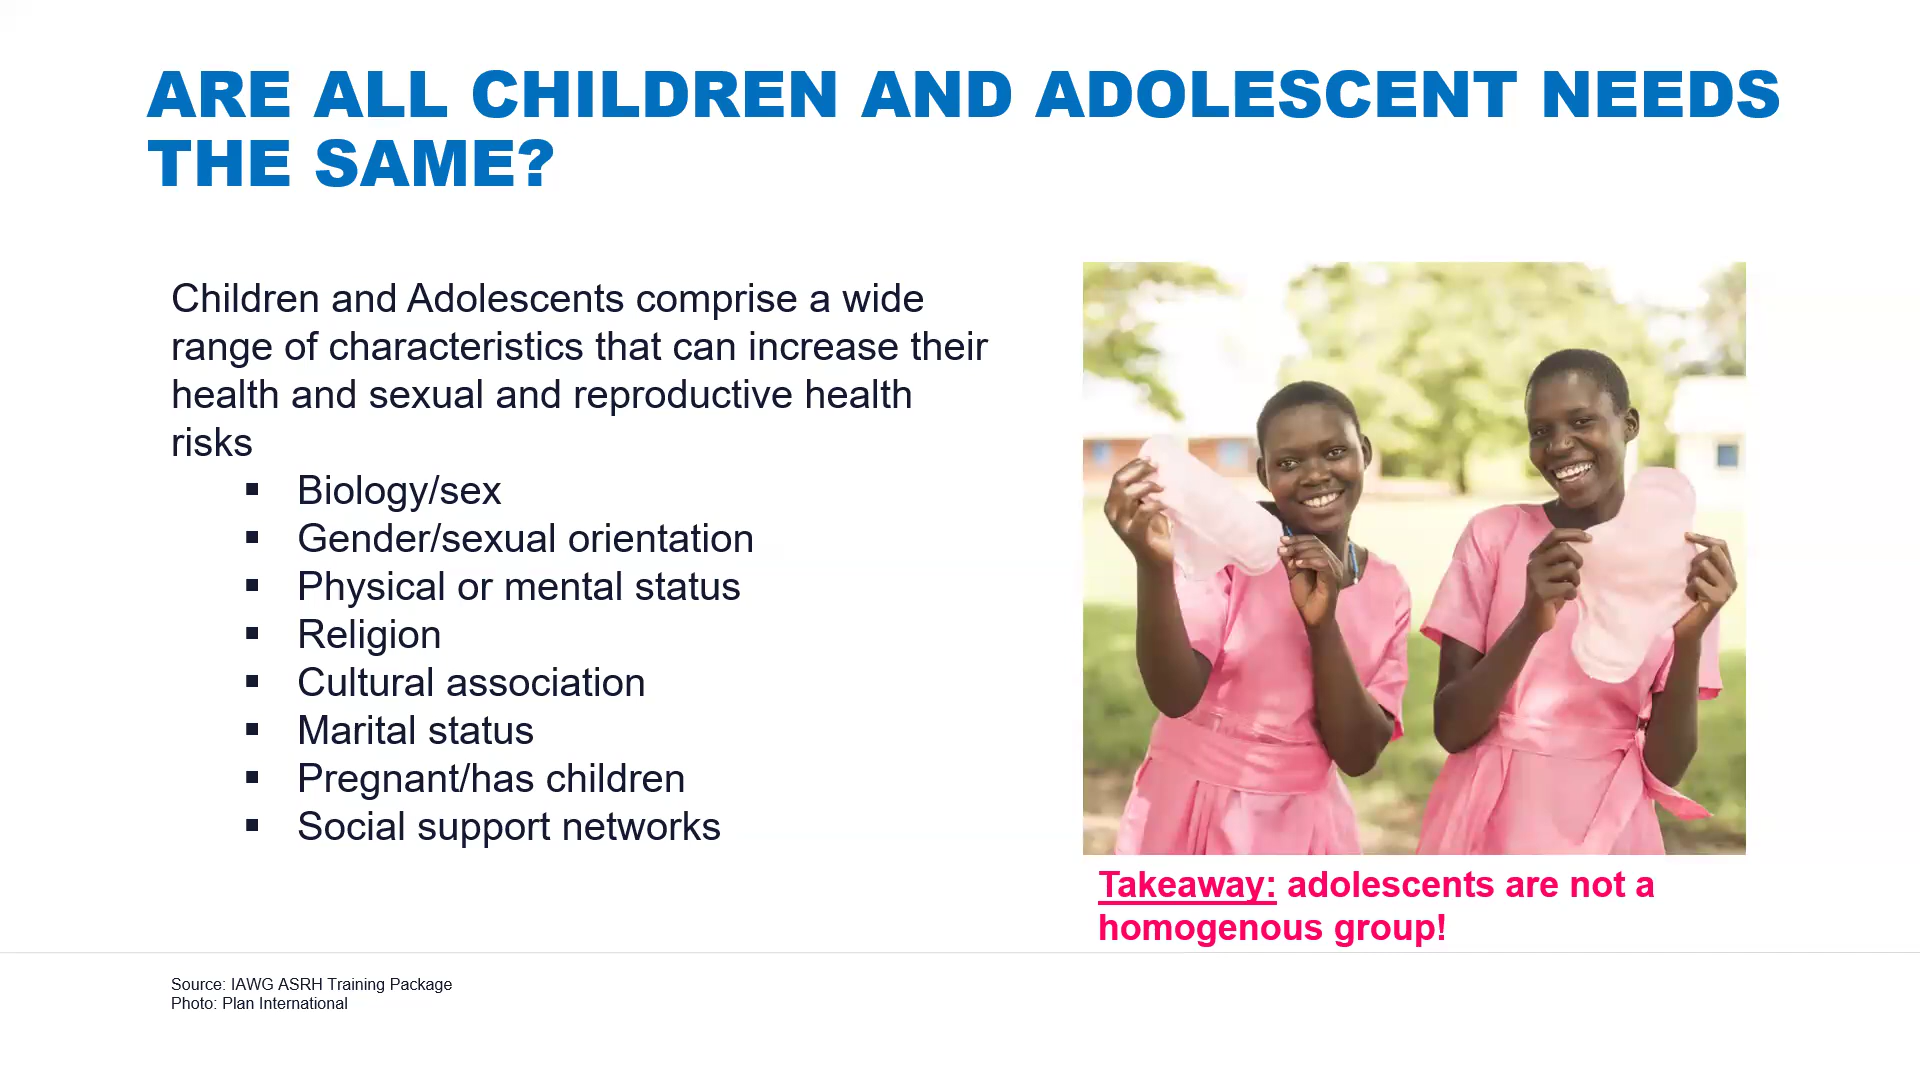 ARE ALL CHILDREN AND ADOLESCENT NEEDS
THE SAME?
Children and Adolescents comprise a wide
range of characteristics that can increase their
health and sexual and reproductive health
risks
▪ Biology/sex
▪ Gender/sexual orientation
▪ Physical or mental status
▪ Religion
▪ Cultural association
▪ Marital status
▪ Pregnant/has children
▪ Social support networks
Takeaway: adolescents are not a
homogenous group!
Source: IAWG ASRH Training Package
Photo: Plan International